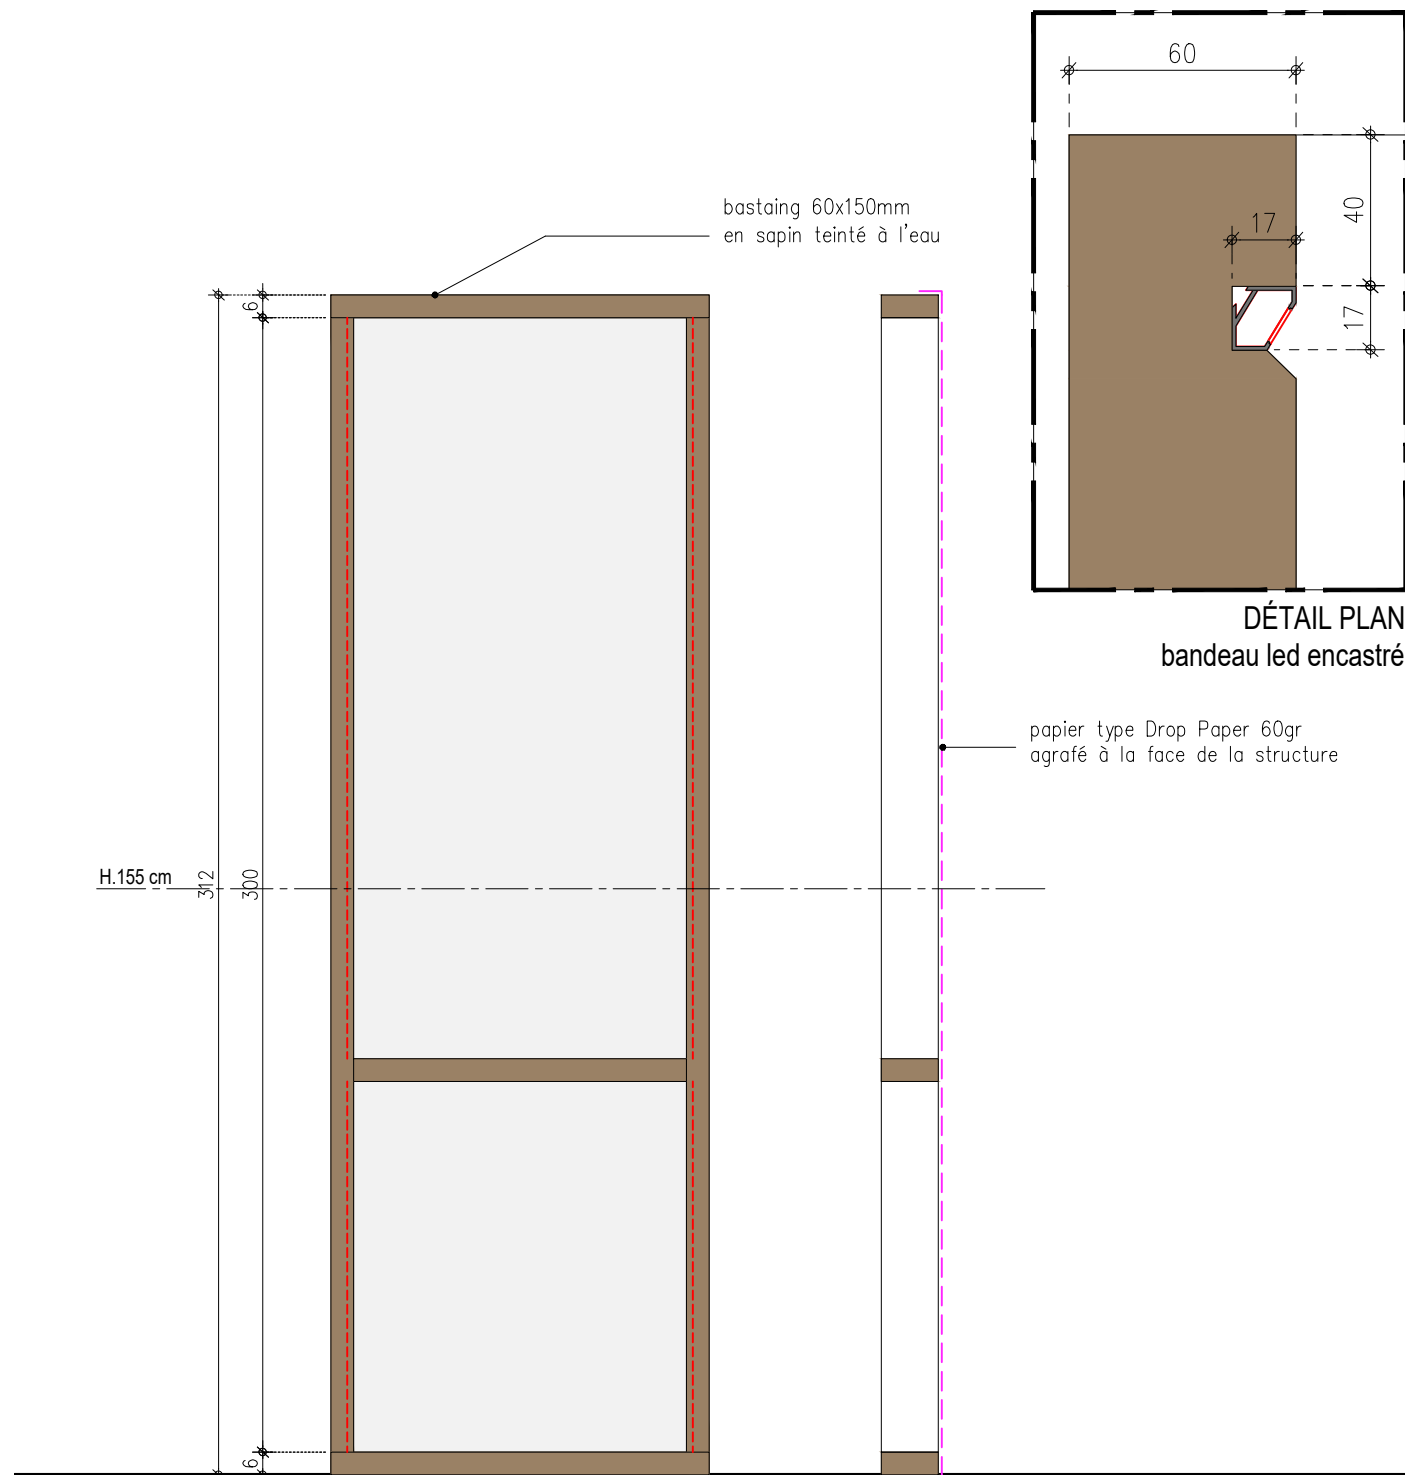 60
40
17
17
bastaing 60x150mm
en sapin teinté à l'eau
6
DÉTAIL PLAN
bandeau led encastré
papier type Drop Paper 60gr
agrafé à la face de la structure
H.155 cm
312
300
6